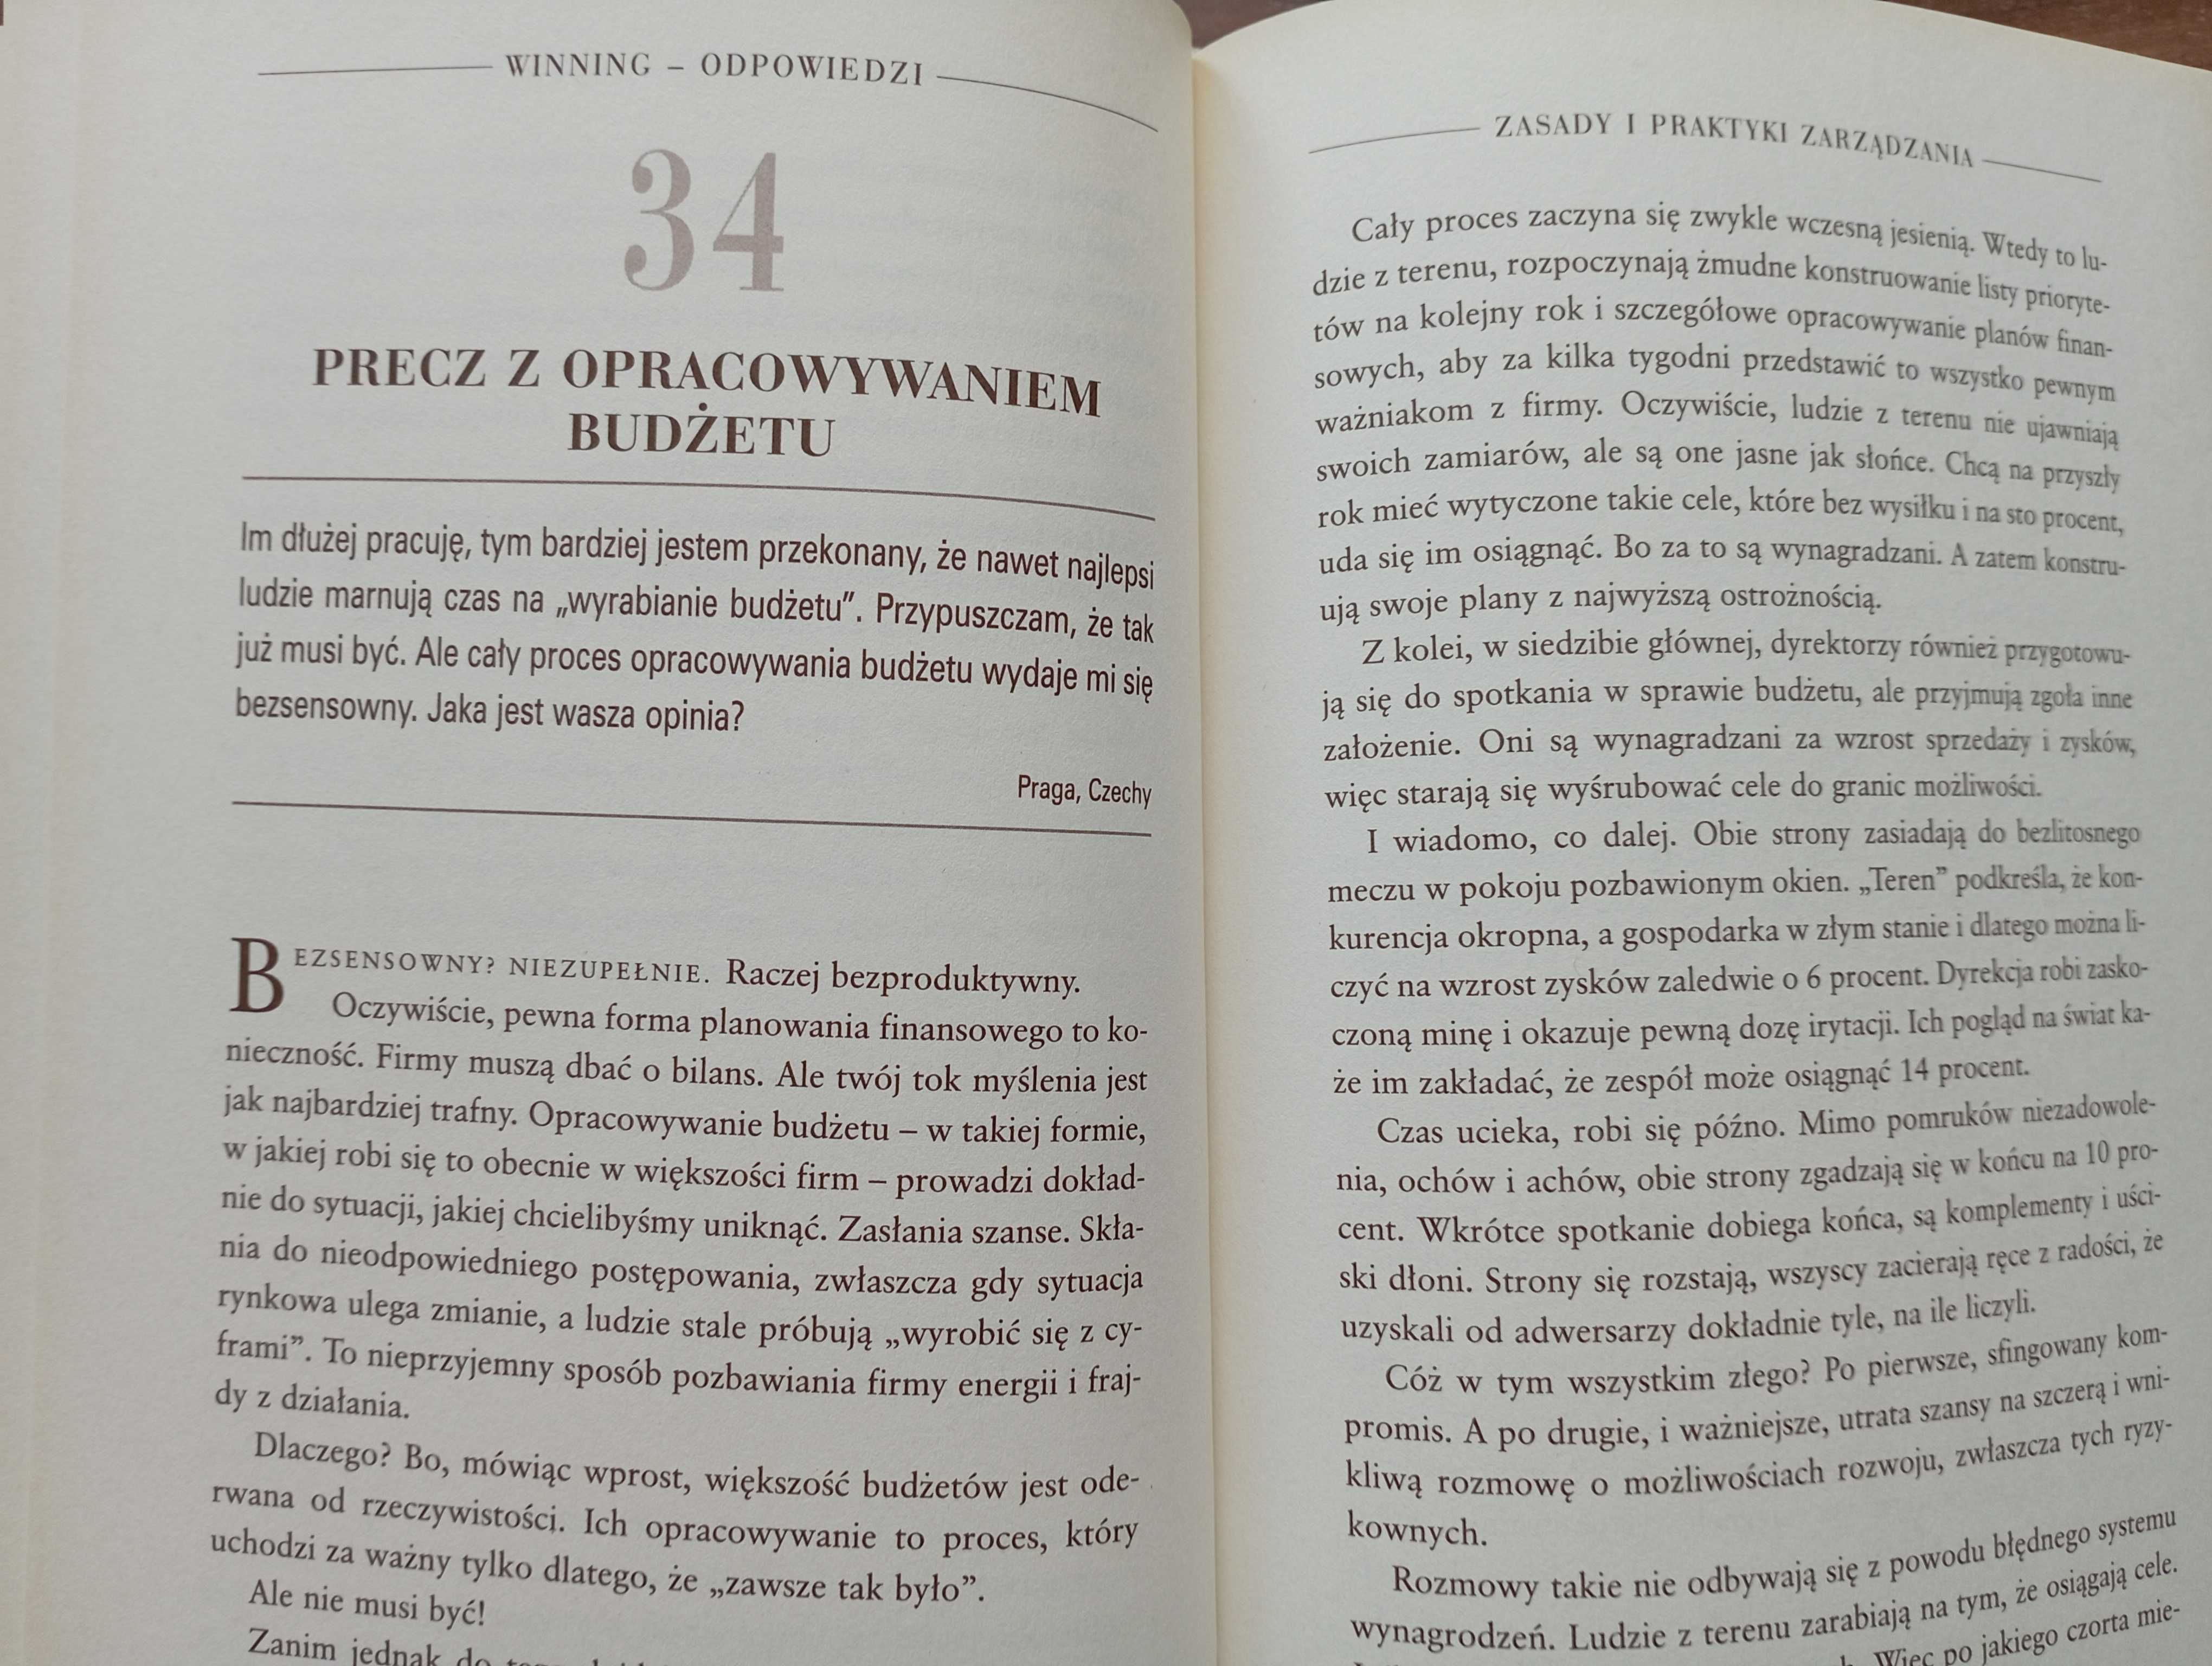 WINNING – ODPOWIEDZI
34
PRECZ Z OPRACOWYWANIEM
BUDŻETU
Im dłużej pracuję, tym bardziej jestem przekonany, że nawet najlepsi
ludzie marnują czas na „wyrabianie budżetu”. Przypuszczam, że tak
już musi być. Ale cały proces opracowywania budżetu wydaje mi się
bezsensowny. Jaka jest wasza opinia?
Praga, Czechy
BEZSENSOWNY? NIEZUPEŁNIE. Raczej bezproduktywny.
Oczywiście, pewna forma planowania finansowego to ko-
nieczność. Firmy muszą dbać o bilans. Ale twój tok myślenia jest
jak najbardziej trafny. Opracowywanie budżetu – w takiej formie,
w jakiej robi się to obecnie w większości firm – prowadzi dokład-
nie do sytuacji, jakiej chcielibyśmy uniknąć. Zasłania szanse. Skła-
nia do nieodpowiedniego postępowania, zwłaszcza gdy sytuacja
rynkowa ulega zmianie, a ludzie stale próbują „wyrobić się z cy-
frami”. To nieprzyjemny sposób pozbawiania firmy energii i fraj-
dy z działania.
Dlaczego? Bo, mówiąc wprost, większość budżetów jest ode-
rwana od rzeczywistości. Ich opracowywanie to proces, który
uchodzi za ważny tylko dlatego, że „zawsze tak było”.
Ale nie musi być!
Zanim jednak do
ZASADY I PRAKTYKI ZARZĄDZANIA
Cały proces zaczyna się zwykle wczesną jesienią. Wtedy to lu-
dzie z terenu, rozpoczynają żmudne konstruowanie listy prioryte-
tów na kolejny rok i szczegółowe opracowywanie planów finan-
sowych, aby za kilka tygodni przedstawić to wszystko pewnym
ważniakom z firmy. Oczywiście, ludzie z terenu nie ujawniają
swoich zamiarów, ale są one jasne jak słońce. Chcą na przyszły
rok mieć wytyczone takie cele, które bez wysiłku i na sto procent,
uda się im osiągnąć. Bo za to są wynagradzani. A zatem konstru-
ują swoje plany z najwyższą ostrożnością.
Z kolei, w siedzibie głównej, dyrektorzy również przygotowu-
ją się do spotkania w sprawie budżetu, ale przyjmują zgoła inne
założenie. Oni są wynagradzani za wzrost sprzedaży i zysków,
więc starają się wyśrubować cele do granic możliwości.
I wiadomo, co dalej. Obie strony zasiadają do bezlitosnego
meczu w pokoju pozbawionym okien. „Teren” podkreśla, że kon-
kurencja okropna, a gospodarka w złym stanie i dlatego można li-
czyć na wzrost zysków zaledwie o 6 procent. Dyrekcja robi zasko-
czoną minę i okazuje pewną dozę irytacji. Ich pogląd na świat ka-
że im zakładać, że zespół może osiągnąć 14 procent.
Czas ucieka, robi się późno. Mimo pomruków niezadowole-
nia, ochów i achów, obie strony zgadzają się w końcu na 10 pro-
cent. Wkrótce spotkanie dobiega końca, są komplementy i uści-
ski dłoni. Strony się rozstają, wszyscy zacierają ręce z radości, że
uzyskali od adwersarzy dokładnie tyle, na ile liczyli.
Cóż w tym wszystkim złego? Po pierwsze, sfingowany kom-
promis. A po drugie, i ważniejsze, utrata szansy na szczerą i wni-
kliwą rozmowę o możliwościach rozwoju, zwłaszcza tych ryzy-
kownych.
Rozmowy takie nie odbywają się z powodu błędnego systemu
wynagrodzeń. Ludzie z terenu zarabiają na tym, że osiągają cele.
Więc po jakiego czorta mie-